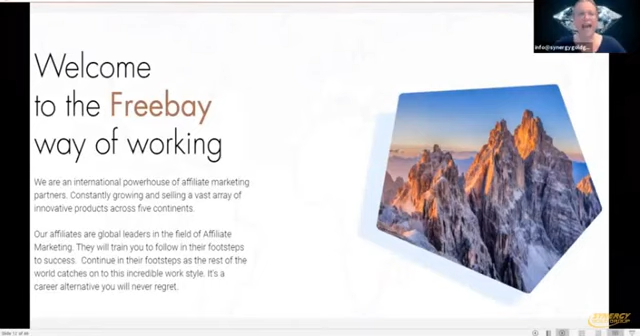 info@synergygoldg...
Welcome
to the Freebay
way of working
We are an international powerhouse of affiliate marketing
partners. Constantly growing and selling a vast array of
innovative products across five continents.
Our affiliates are global leaders in the field of Affiliate
Marketing. They will train you to follow in their footsteps
to success. Continue in their footsteps as the rest of the
world catches on to this incredible work style. It's a
career alternative you will never regret.
SYNERGY